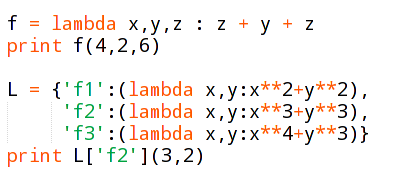 f = lambda x,y,z : z + y + z
print f(4,2,6)
L = {'f1':(lambda x,y:x**2+y**2),
'f2':(lambda x,y:x**3+y**3),
'f3':(lambda x,y:x**4+y**3)}
print L['f2'](3,2)